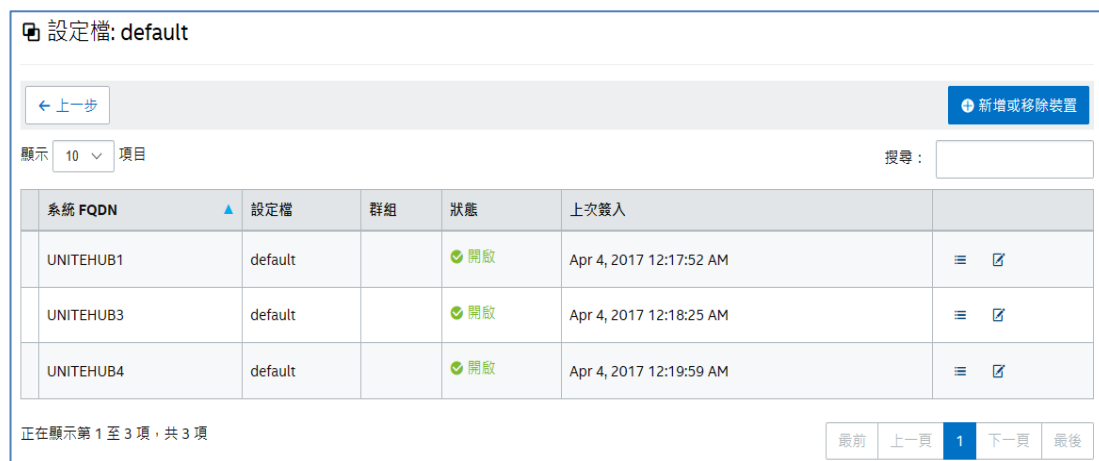 設定檔: default
上一步 新增或移除裝置
顯示 10 項目 搜尋：
系統 FQDN 設定檔 群組 狀態 上次簽入
UNITEHUB1 default 開啟 Apr 4, 2017 12:17:52 AM
UNITEHUB3 default 開啟 Apr 4, 2017 12:18:25 AM
UNITEHUB4 default 開啟 Apr 4, 2017 12:19:59 AM
正在顯示第 1 至 3 項，共 3 項
最前 上一頁 1 下一頁 最後